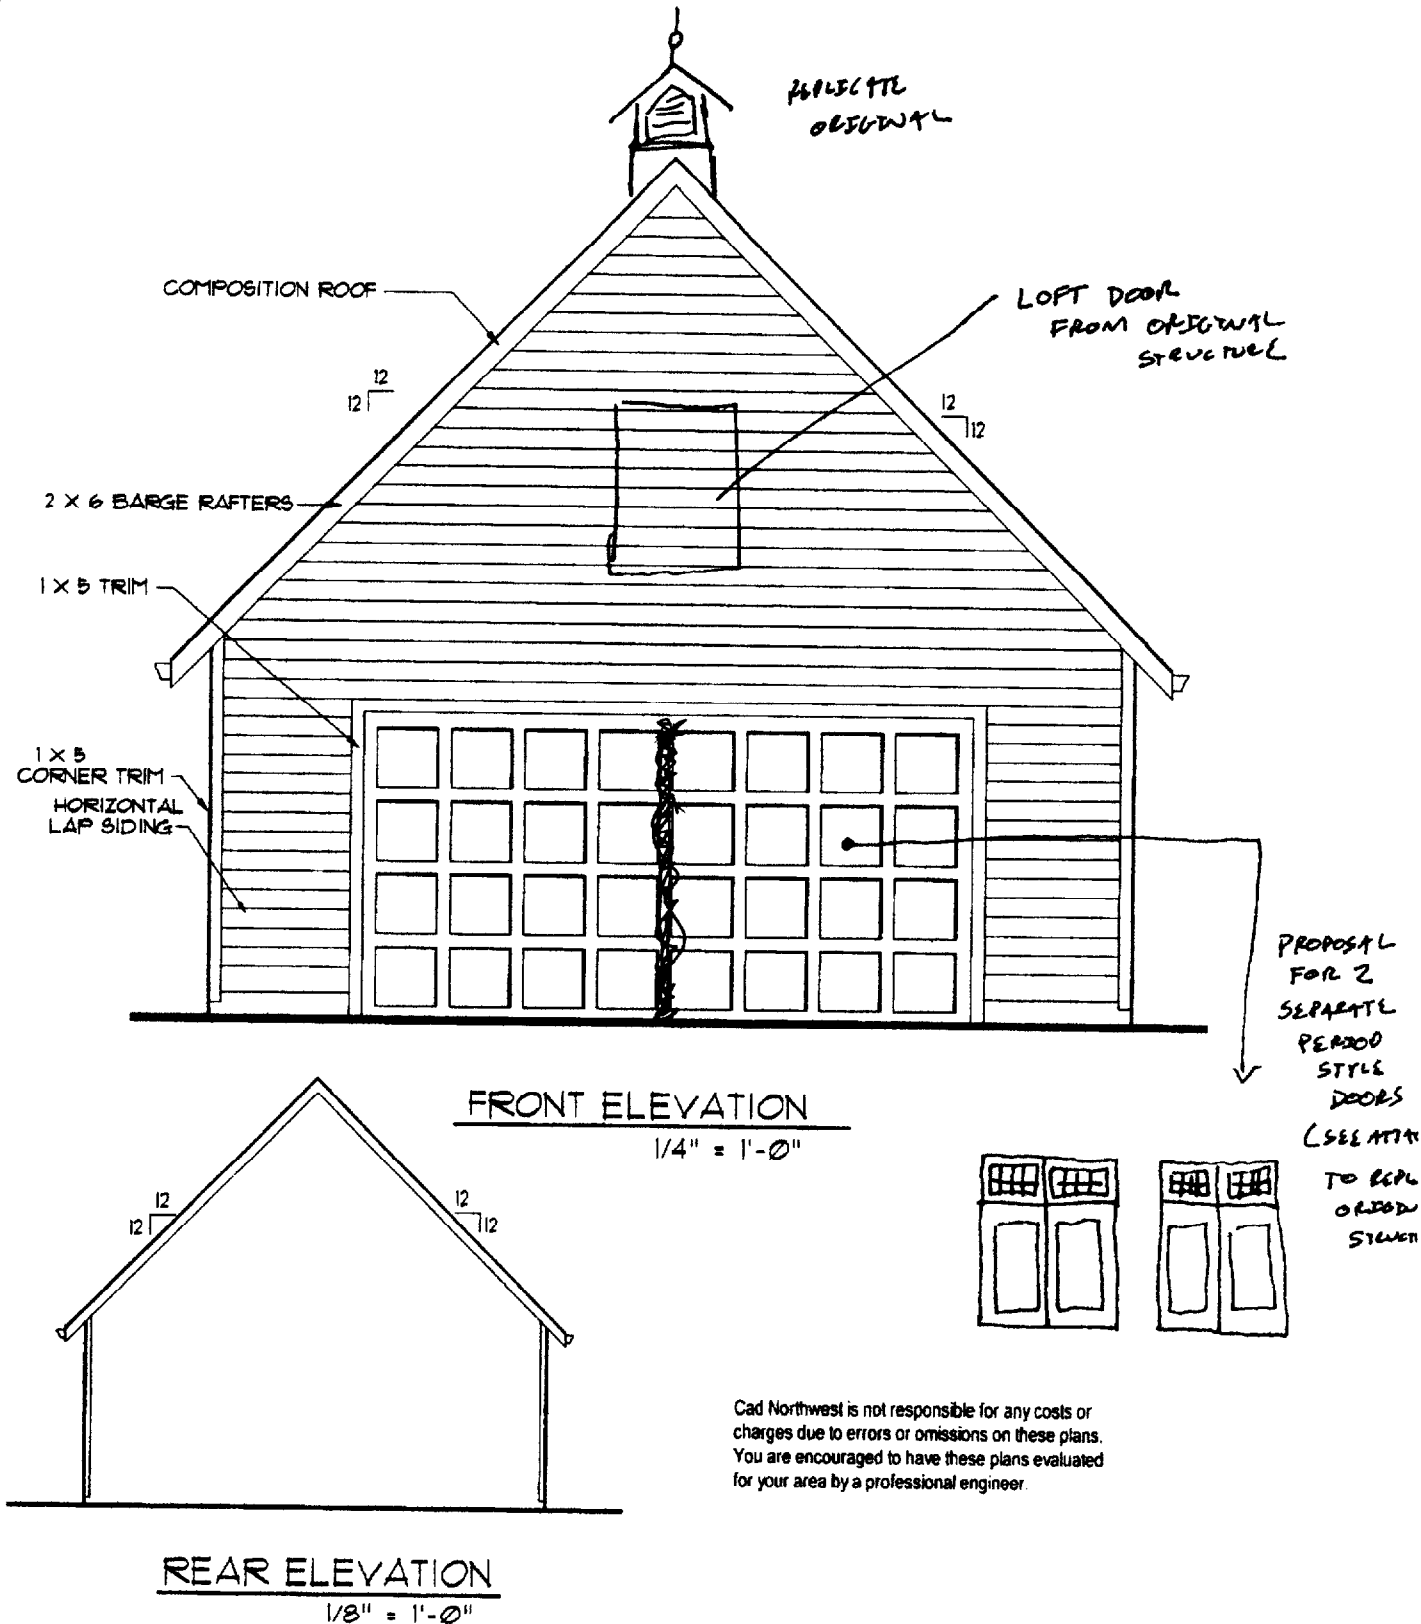 REPLICATE
ORIGINAL
COMPOSITION ROOF
LOFT DOOR
FROM ORIGINAL
STRUCTURE
12
12
12
12
2 X 6 BARGE RAFTERS
1 X 5 TRIM
1 X 5
CORNER TRIM
HORIZONTAL
LAP SIDING
PROPOSAL
FOR 2
SEPARATE
PERIOD
STYLE
DOORS
(SEE
TO
FRONT ELEVATION
1/4" = 1'-0"
12
12
12
12
Cad Northwest is not responsible for any costs or
charges due to errors or omissions on these plans.
You are encouraged to have these plans evaluated
for your area by a professional engineer.
REAR ELEVATION
1/8" = 1'-0"